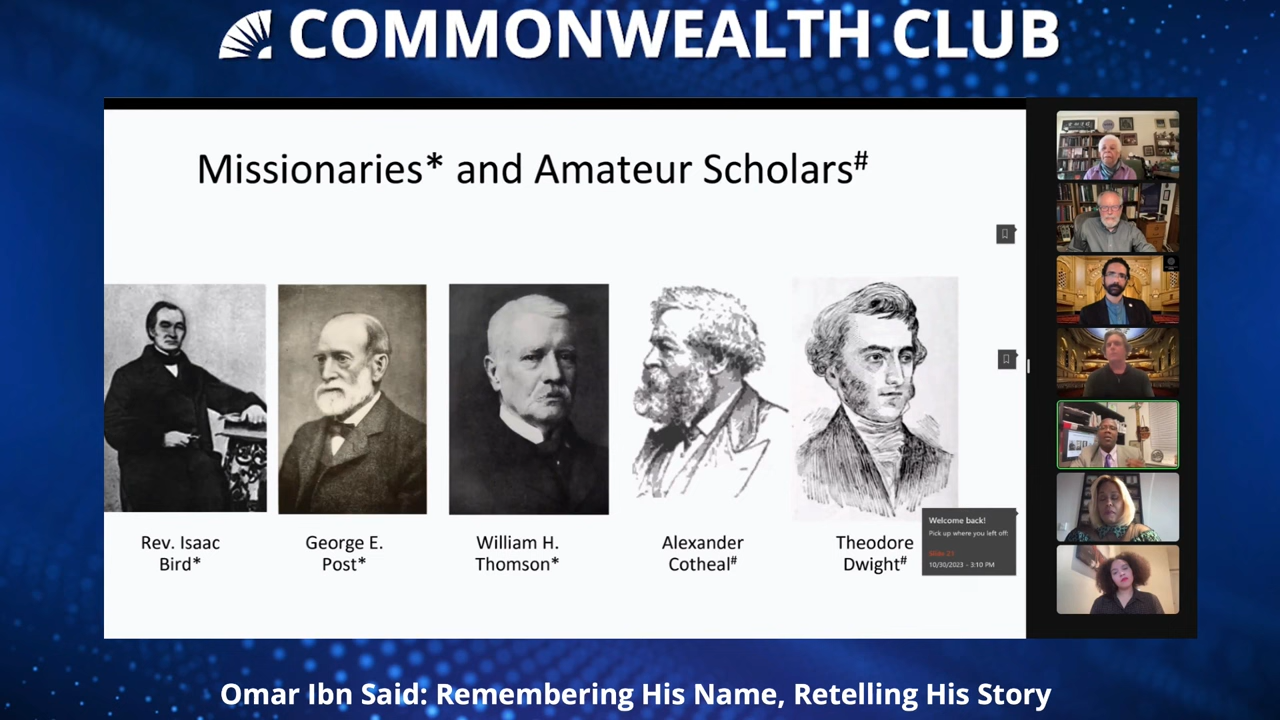 COMMONWEALTH CLUB
Missionaries* and Amateur Scholars#
Rev. Isaac
Bird*
George E.
Post*
William H.
Thomson*
Alexander
Cotheal#
Theodore
Dwight#
Welcome back!
Pick up where you left off:
Slide 23
10/30/2023 - 3:10 PM
Omar Ibn Said: Remembering His Name, Retelling His Story